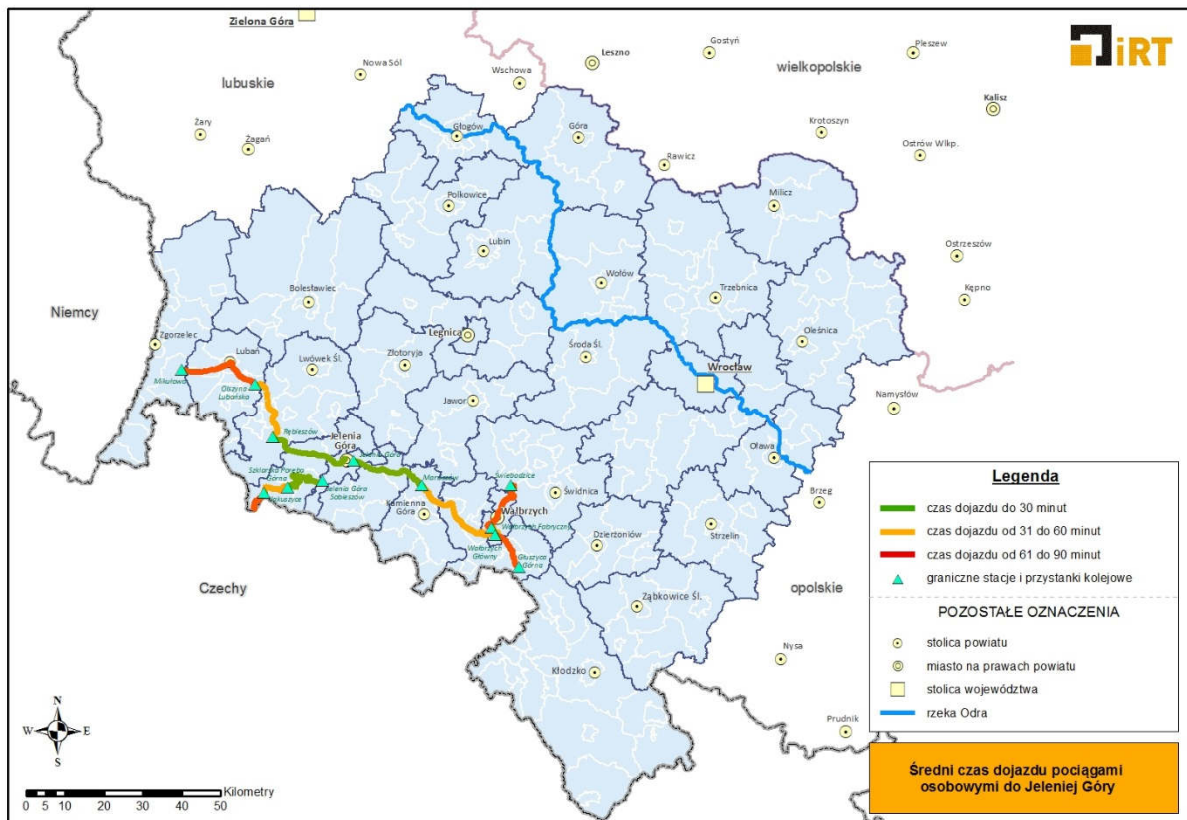 Zielona Góra
Gostyń
Pleszew
Leszno
iRT
Nowa Sól
Wschowa
wielkopolskie
lubuskie
Kalisz
Żary
Żagań
Głogów
Góra
Krotoszyn
Ostrów Wlkp.
Rawicz
Polkowice
Milicz
Lubin
Ostrzeszów
Wołów
Niemcy
Bolesławiec
Trzebnica
Kępno
Zgorzelec
Legnica
Oleśnica
Lubań
Lwówek Śl.
Złotoryja
Środa Śl.
Wrocław
Mikułowa
Olszyna
Lubańska
Jawor
Namysłów
Rębiszów
Jelenia
Góra
Jelenia Góra
Oława
Szklarska Poręba
Górna
Marciszów
Świebodzice
Jakuszyce
Jelenia Góra
Sobieszów
Kamienna
Góra
Świdnica
Brzeg
Wałbrzych
Wałbrzych Fabryczny
Wałbrzych
Główny
Głuszyca
Górna
Dzierżoniów
Strzelin
Czechy
opolskie
Ząbkowice Śl.
Nysa
Kłodzko
Prudnik
Legenda
czas dojazdu do 30 minut
czas dojazdu od 31 do 60 minut
czas dojazdu od 61 do 90 minut
graniczne stacje i przystanki kolejowe
POZOSTAŁE OZNACZENIA
stolica powiatu
miasto na prawach powiatu
stolica województwa
rzeka Odra
Średni czas dojazdu pociągami
osobowymi do Jeleniej Góry
N
W E
S
Kilometry
0 5 10 20 30 40 50